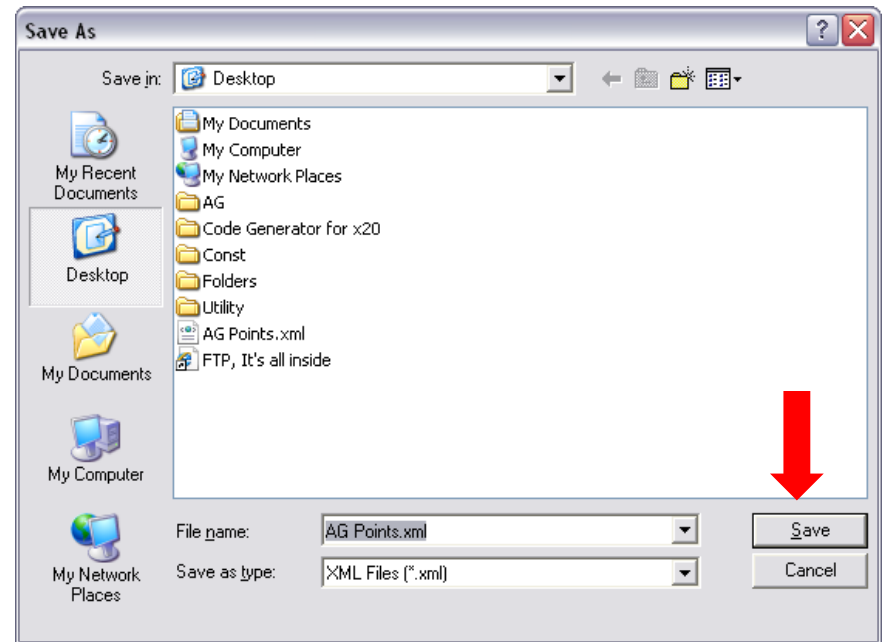 Save As
Save in:
Desktop
My Recent
Documents
Desktop
My Documents
My Computer
My Network
Places
My Documents
My Computer
My Network Places
AG
Code Generator for x20
Const
Folders
Utility
AG Points.xml
FTP, It's all inside
File name:
AG Points.xml
Save
Save as type:
XML Files (*.xml)
Cancel